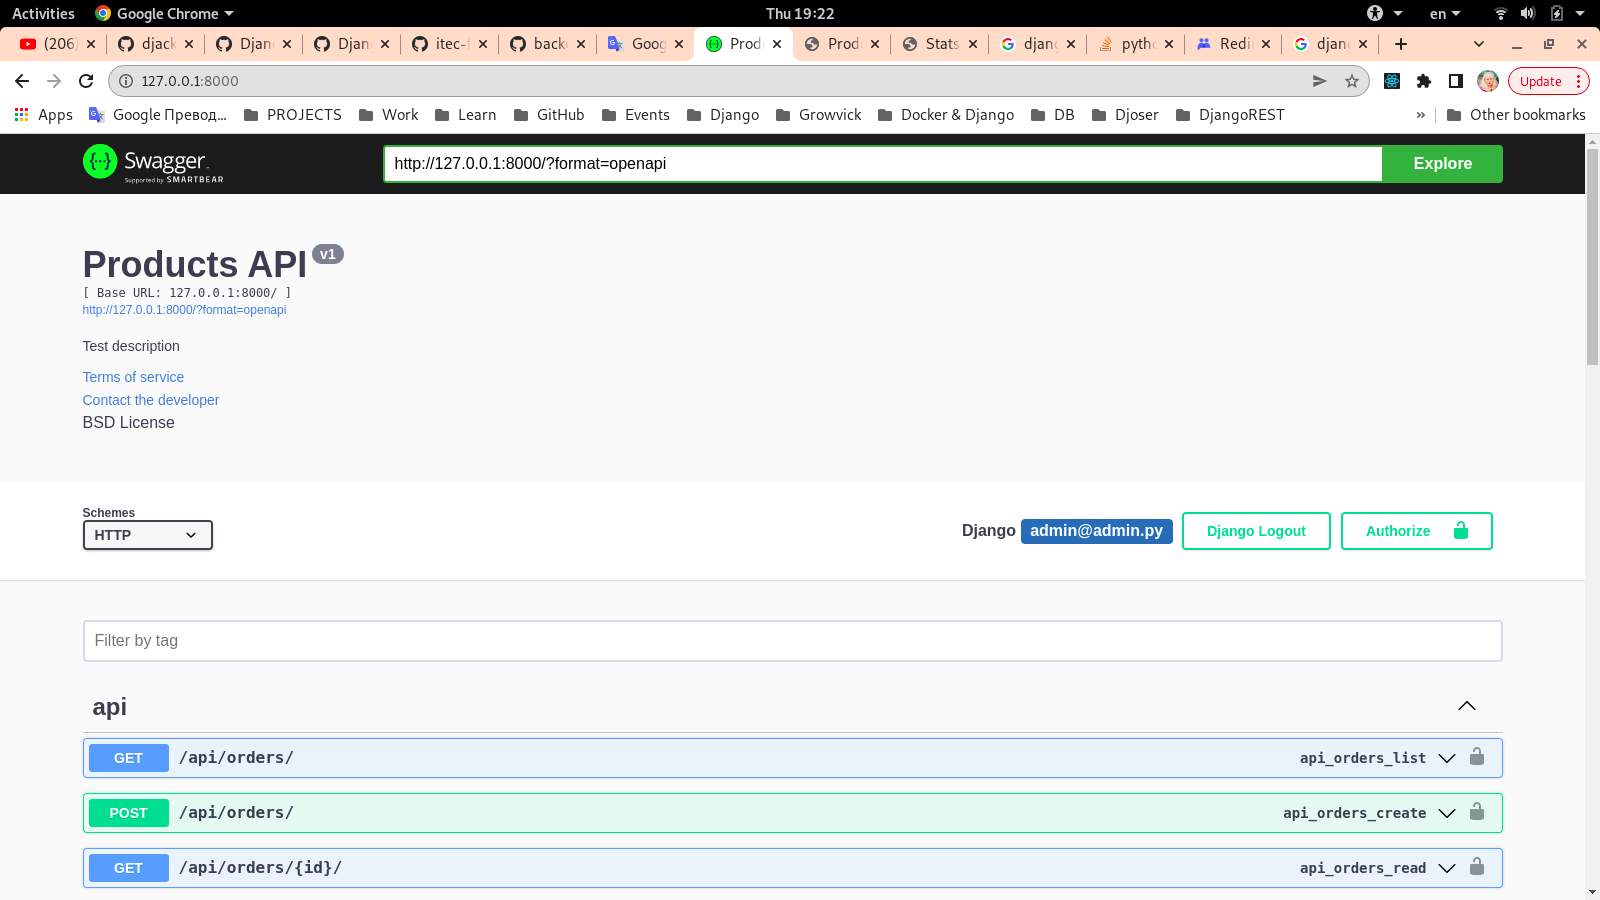 Activities Google Chrome Thu 19:22 en
(206) djack Djan Djan itec-f back Goog Produ Produ Stats djang pytho Redi djan
127.0.0.1:8000 Update
Apps Google Превод... PROJECTS Work Learn GitHub Events Django Growvick Docker & Django DB Djoser DjangoREST » Other bookmarks
Swagger. Supported by SMARTBEAR
http://127.0.0.1:8000/?format=openapi Explore
Products API v1
[ Base URL: 127.0.0.1:8000/ ]
http://127.0.0.1:8000/?format=openapi
Test description
Terms of service
Contact the developer
BSD License
Schemes
HTTP
Django admin@admin.py Django Logout Authorize
Filter by tag
api
GET /api/orders/ api_orders_list
POST /api/orders/ api_orders_create
GET /api/orders/{id}/ api_orders_read